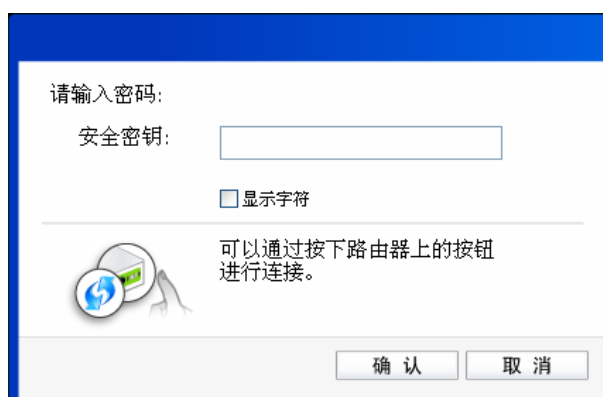 请输入密码:
安全密钥:
显示字符
可以通过按下路由器上的按钮
进行连接。
确 认
取 消